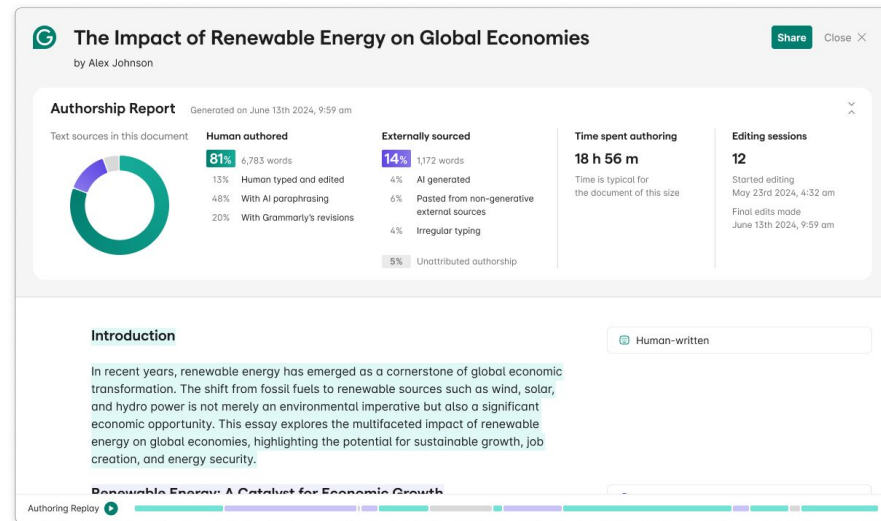 The Impact of Renewable Energy on Global Economies
Share
Close
by Alex Johnson
Authorship Report
Generated on June 13th 2024, 9:59 am
Text sources in this document
Human authored
81% 6,783 words
13% Human typed and edited
48% With AI paraphrasing
20% With Grammarly's revisions
Externally sourced
14% 1,172 words
4% AI generated
6% Pasted from non-generative
external sources
4% Irregular typing
5% Unattributed authorship
Time spent authoring
18 h 56 m
Time is typical for
the document of this size
Editing sessions
12
Started editing
May 23rd 2024, 4:32 am
Final edits made
June 13th 2024, 9:59 am
Introduction
Human-written
In recent years, renewable energy has emerged as a cornerstone of global economic
transformation. The shift from fossil fuels to renewable sources such as wind, solar,
and hydro power is not merely an environmental imperative but also a significant
economic opportunity. This essay explores the multifaceted impact of renewable
energy on global economies, highlighting the potential for sustainable growth, job
creation, and energy security.
Renewable Energy: A Catalyst for Economic Growth
Authoring Replay